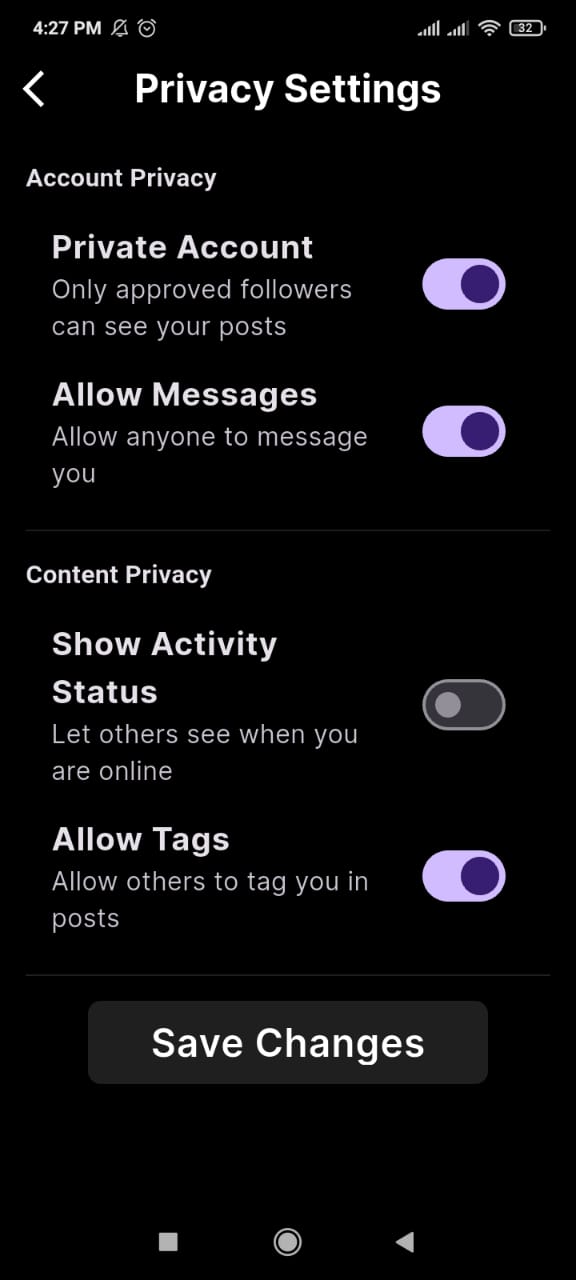 4:27 PM
32
Privacy Settings
Account Privacy
Private Account
Only approved followers
can see your posts
Allow Messages
Allow anyone to message
you
Content Privacy
Show Activity
Status
Let others see when you
are online
Allow Tags
Allow others to tag you in
posts
Save Changes